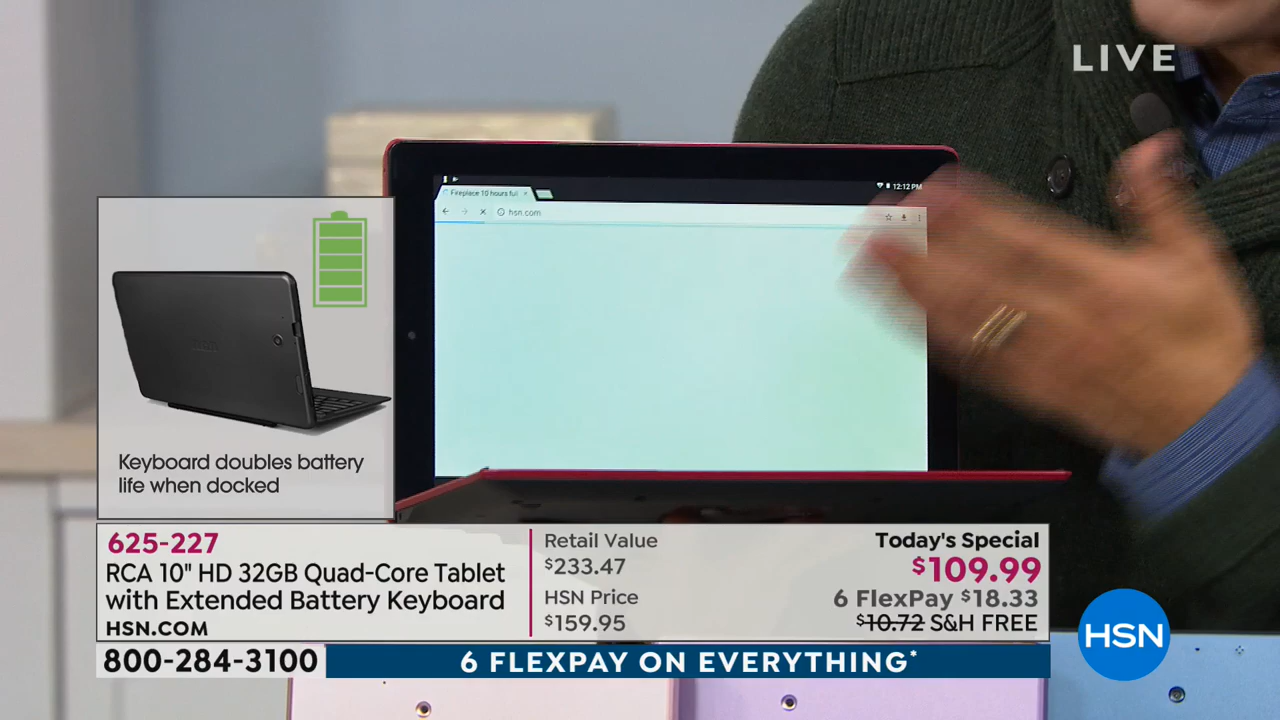 LIVE
Fireplace 10 hours full
12:12 PM
hsn.com
Keyboard doubles battery
life when docked
625-227
RCA 10" HD 32GB Quad-Core Tablet
with Extended Battery Keyboard
HSN.COM
Retail Value
$233.47
HSN Price
$159.95
Today's Special
$109.99
6 FlexPay $18.33
$10.72 S&H FREE
800-284-3100
6 FLEXPAY ON EVERYTHING*
HSN